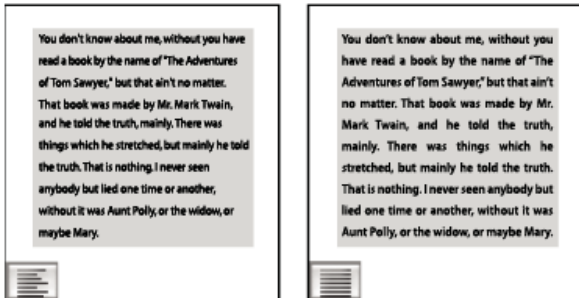 You don't know about me, without you have
read a book by the name of "The Adventures
of Tom Sawyer," but that ain't no matter.
That book was made by Mr. Mark Twain,
and he told the truth, mainly. There was
things which he stretched, but mainly he told
the truth. That is nothing. I never seen
anybody but lied one time or another,
without it was Aunt Polly, or the widow, or
maybe Mary.
You don't know about me, without you
have read a book by the name of "The
Adventures of Tom Sawyer," but that ain't
no matter. That book was made by Mr.
Mark Twain, and he told the truth,
mainly. There was things which he
stretched, but mainly he told the truth.
That is nothing. I never seen anybody but
lied one time or another, without it was
Aunt Polly, or the widow, or maybe Mary.